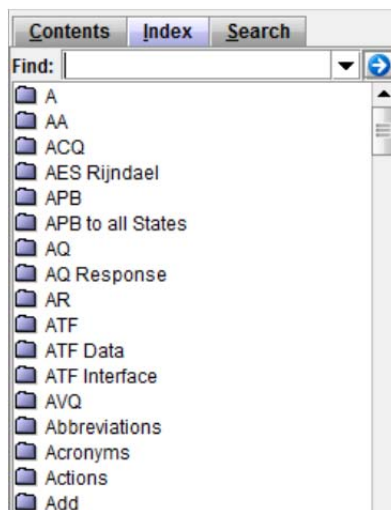 Contents Index Search
Find:
A
AA
ACQ
AES Rijndael
APB
APB to all States
AQ
AQ Response
AR
ATF
ATF Data
ATF Interface
AVQ
Abbreviations
Acronyms
Actions
Add